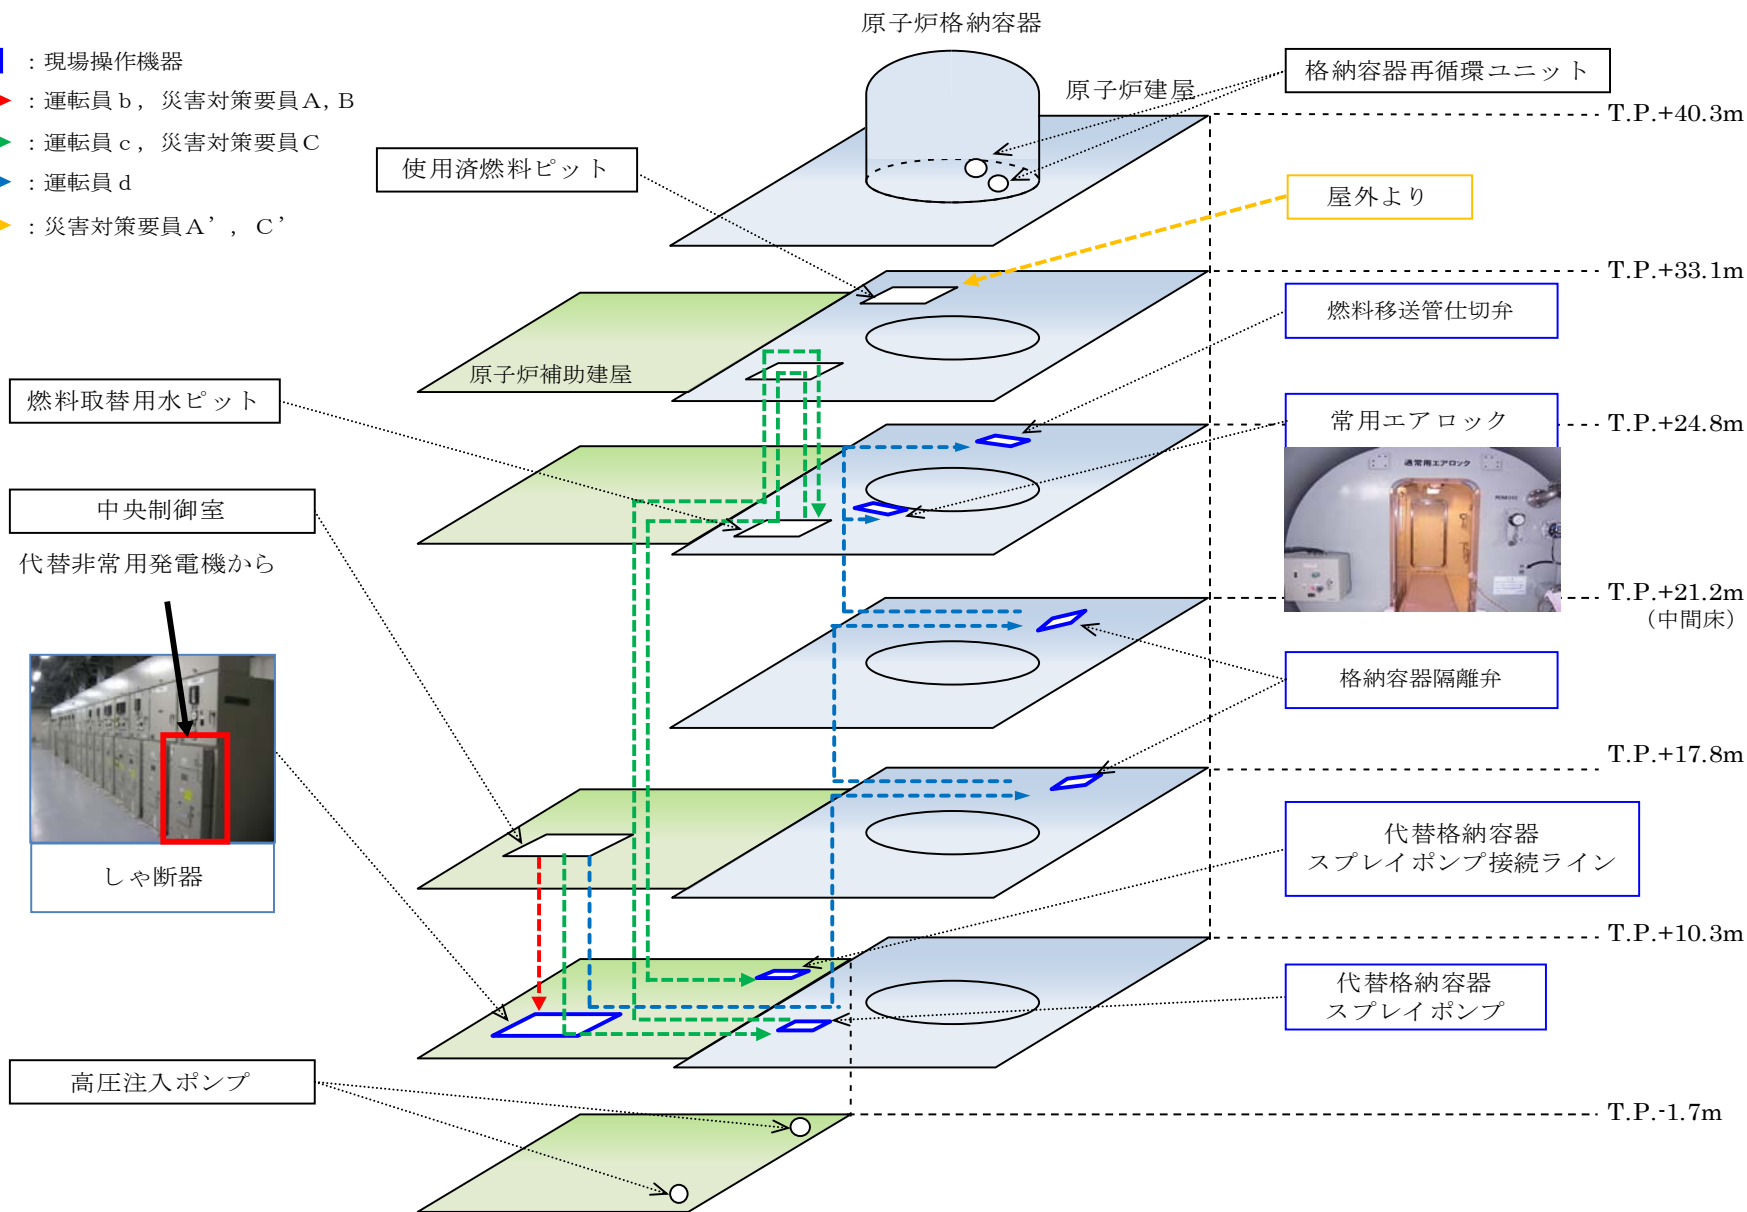 原子炉格納容器
：現場操作機器
：運転員ｂ，災害対策要員Ａ,Ｂ
：運転員ｃ，災害対策要員Ｃ
：運転員ｄ
：災害対策要員Ａ’，Ｃ’
格納容器再循環ユニット
原子炉建屋
T.P.+40.3m
使用済燃料ピット
屋外より
T.P.+33.1m
燃料移送管仕切弁
原子炉補助建屋
燃料取替用水ピット
常用エアロック
T.P.+24.8m
通常用エアロック
中央制御室
代替非常用発電機から
T.P.+21.2m
（中間床）
格納容器隔離弁
T.P.+17.8m
代替格納容器
スプレイポンプ接続ライン
しゃ断器
T.P.+10.3m
代替格納容器
スプレイポンプ
高圧注入ポンプ
T.P.-1.7m